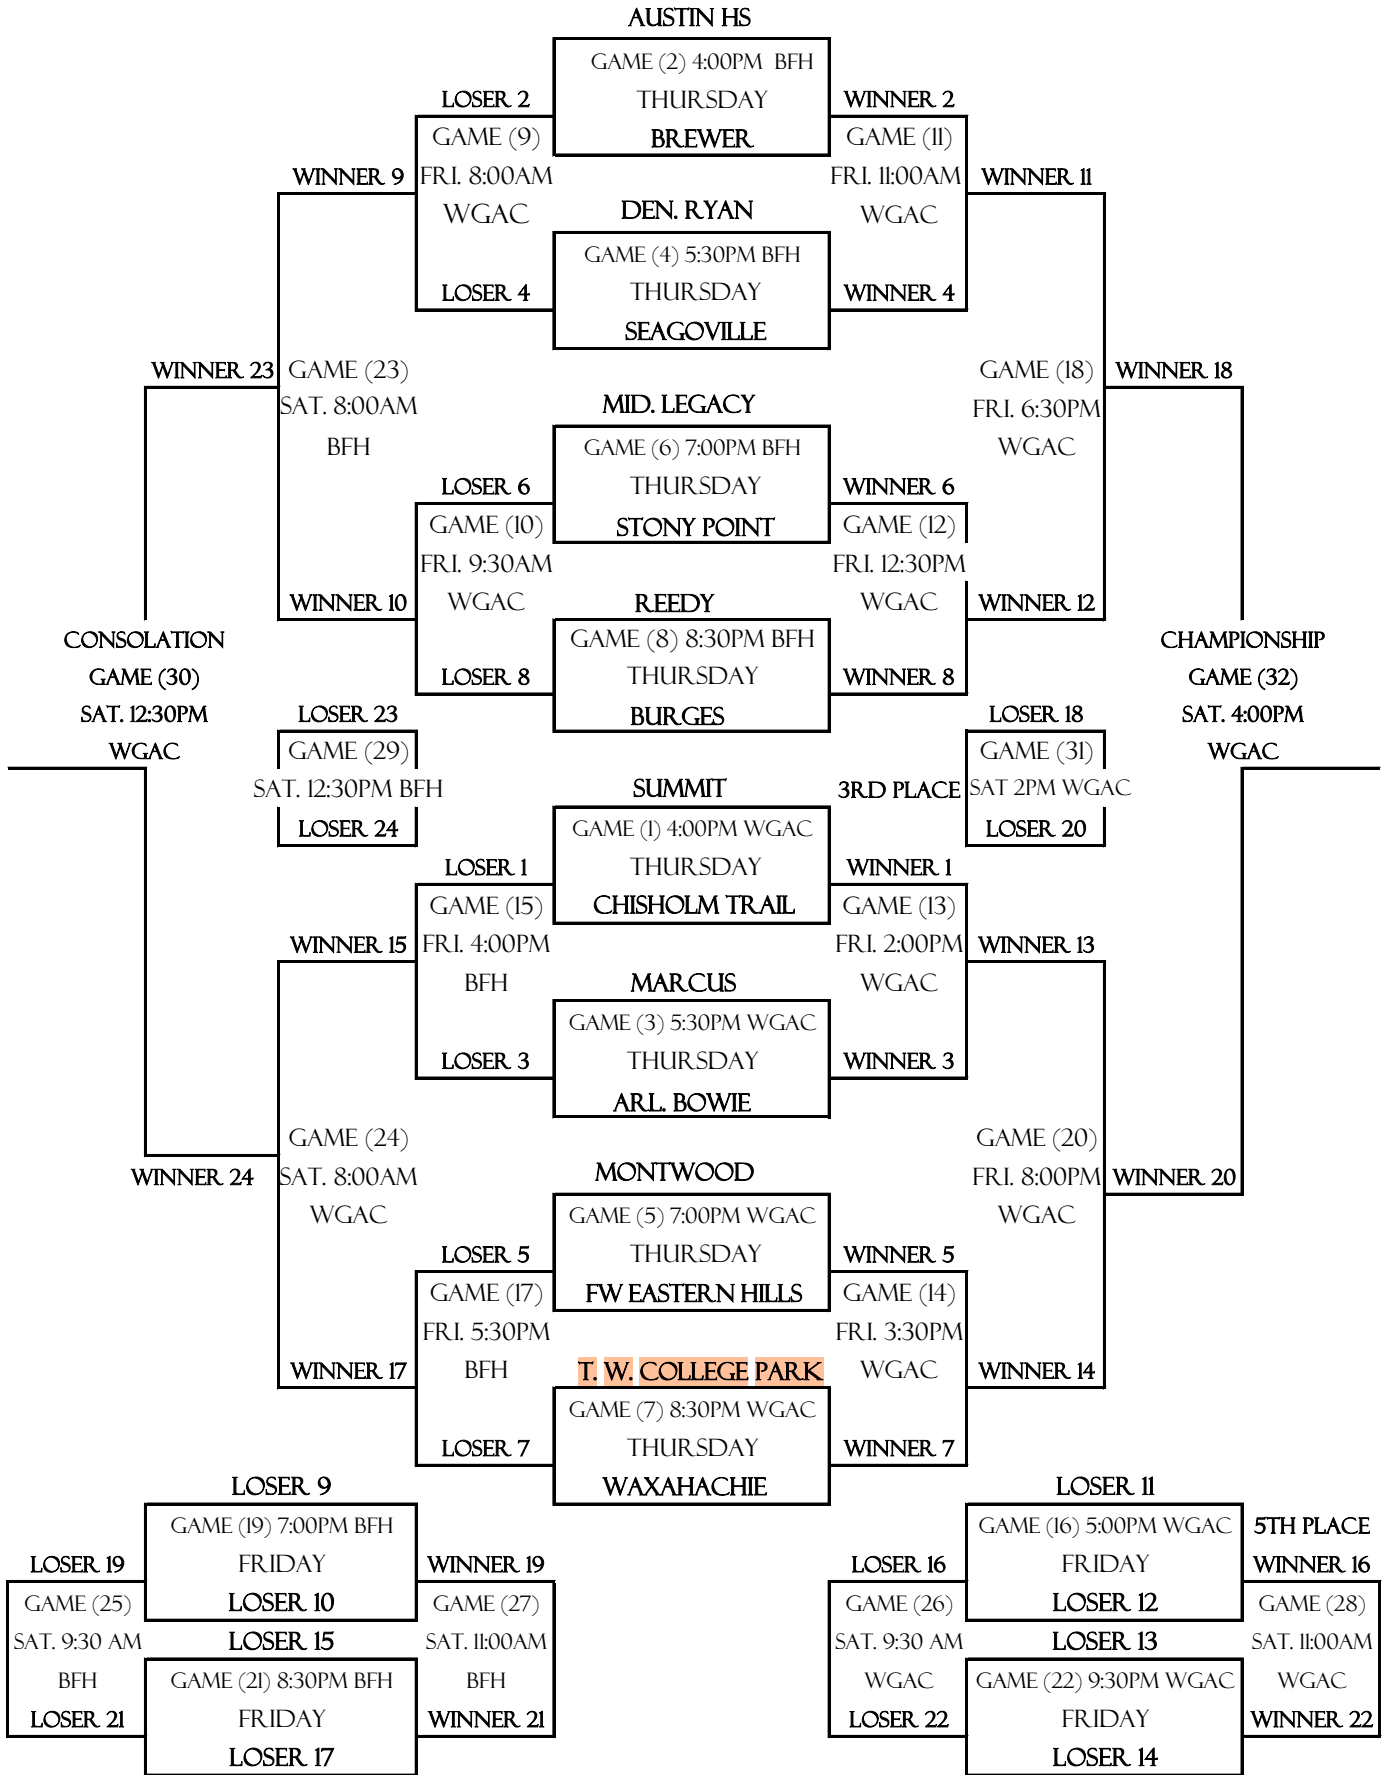 AUSTIN HS
GAME (2) 4:00PM BFH
LOSER 2 THURSDAY WINNER 2
GAME (9) BREWER GAME (11)
WINNER 9 FRI. 8:00AM FRI. 11:00AM WINNER 11
WGAC DEN. RYAN WGAC
GAME (4) 5:30PM BFH
LOSER 4 THURSDAY WINNER 4
SEAGOVILLE
WINNER 23 GAME (23) GAME (18) WINNER 18
SAT. 8:00AM MID. LEGACY FRI. 6:30PM
BFH GAME (6) 7:00PM BFH WGAC
LOSER 6 THURSDAY WINNER 6
GAME (10) STONY POINT GAME (12)
FRI. 9:30AM FRI. 12:30PM
WINNER 10 WGAC REEDY WGAC WINNER 12
CONSOLATION GAME (8) 8:30PM BFH CHAMPIONSHIP
GAME (30) LOSER 8 THURSDAY WINNER 8 GAME (32)
SAT. 12:30PM LOSER 23 BURGES LOSER 18 SAT. 4:00PM
WGAC GAME (29) GAME (31) WGAC
SAT. 12:30PM BFH SUMMIT 3RD PLACE SAT 2PM WGAC
LOSER 24 GAME (1) 4:00PM WGAC LOSER 20
LOSER 1 THURSDAY WINNER 1
GAME (15) CHISHOLM TRAIL GAME (13)
WINNER 15 FRI. 4:00PM FRI. 2:00PM WINNER 13
BFH MARCUS WGAC
GAME (3) 5:30PM WGAC
LOSER 3 THURSDAY WINNER 3
ARL. BOWIE
GAME (24) GAME (20)
WINNER 24 SAT. 8:00AM MONTWOOD FRI. 8:00PM WINNER 20
WGAC GAME (5) 7:00PM WGAC WGAC
LOSER 5 THURSDAY WINNER 5
GAME (17) FW EASTERN HILLS GAME (14)
FRI. 5:30PM FRI. 3:30PM
WINNER 17 BFH T. W. COLLEGE PARK WGAC WINNER 14
GAME (7) 8:30PM WGAC
LOSER 7 THURSDAY WINNER 7
LOSER 9 WAXAHACHIE LOSER 11
GAME (19) 7:00PM BFH GAME (16) 5:00PM WGAC 5TH PLACE
LOSER 19 FRIDAY WINNER 19 LOSER 16 FRIDAY WINNER 16
GAME (25) LOSER 10 GAME (27) GAME (26) LOSER 12 GAME (28)
SAT. 9:30 AM LOSER 15 SAT. 11:00AM SAT. 9:30 AM LOSER 13 SAT. 11:00AM
BFH GAME (21) 8:30PM BFH BFH WGAC GAME (22) 9:30PM WGAC WGAC
LOSER 21 FRIDAY WINNER 21 LOSER 22 FRIDAY WINNER 22
LOSER 17 LOSER 14